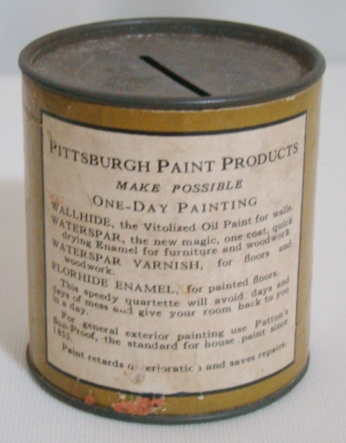 PITTSBURGH PAINT PRODUCTS
MAKE POSSIBLE
ONE-DAY PAINTING
WALLHIDE, the Vitolized Oil Paint for walls.
WATERSPAR, the new magic, one coat, quick
drying Enamel for furniture and woodwork.
WATERSPAR VARNISH, for floors and
woodwork.
FLORHIDE ENAMEL, for painted floors.
This speedy quartette will avoid days and
days of mess and give your room back to you
in a day.
For general exterior painting use Patton's
Sun-Proof, the standard for house paint since
1855.
Paint retards and saves repairs.